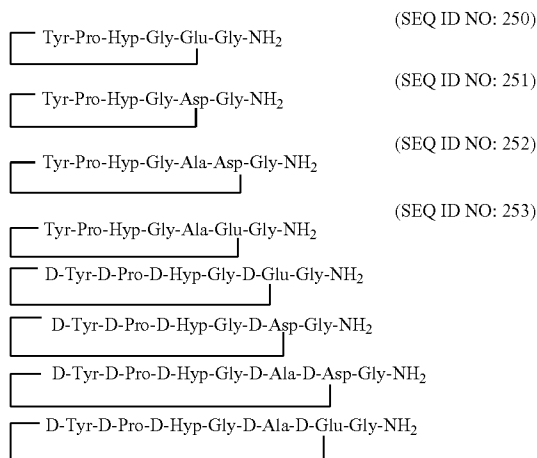 (SEQ ID NO: 250)
Tyr-Pro-Hyp-Gly-Glu-Gly-NH2
(SEQ ID NO: 251)
Tyr-Pro-Hyp-Gly-Asp-Gly-NH2
(SEQ ID NO: 252)
Tyr-Pro-Hyp-Gly-Ala-Asp-Gly-NH2
(SEQ ID NO: 253)
Tyr-Pro-Hyp-Gly-Ala-Glu-Gly-NH2
D-Tyr-D-Pro-D-Hyp-Gly-D-Glu-Gly-NH2
D-Tyr-D-Pro-D-Hyp-Gly-D-Asp-Gly-NH2
D-Tyr-D-Pro-D-Hyp-Gly-D-Ala-D-Asp-Gly-NH2
D-Tyr-D-Pro-D-Hyp-Gly-D-Ala-D-Glu-Gly-NH2